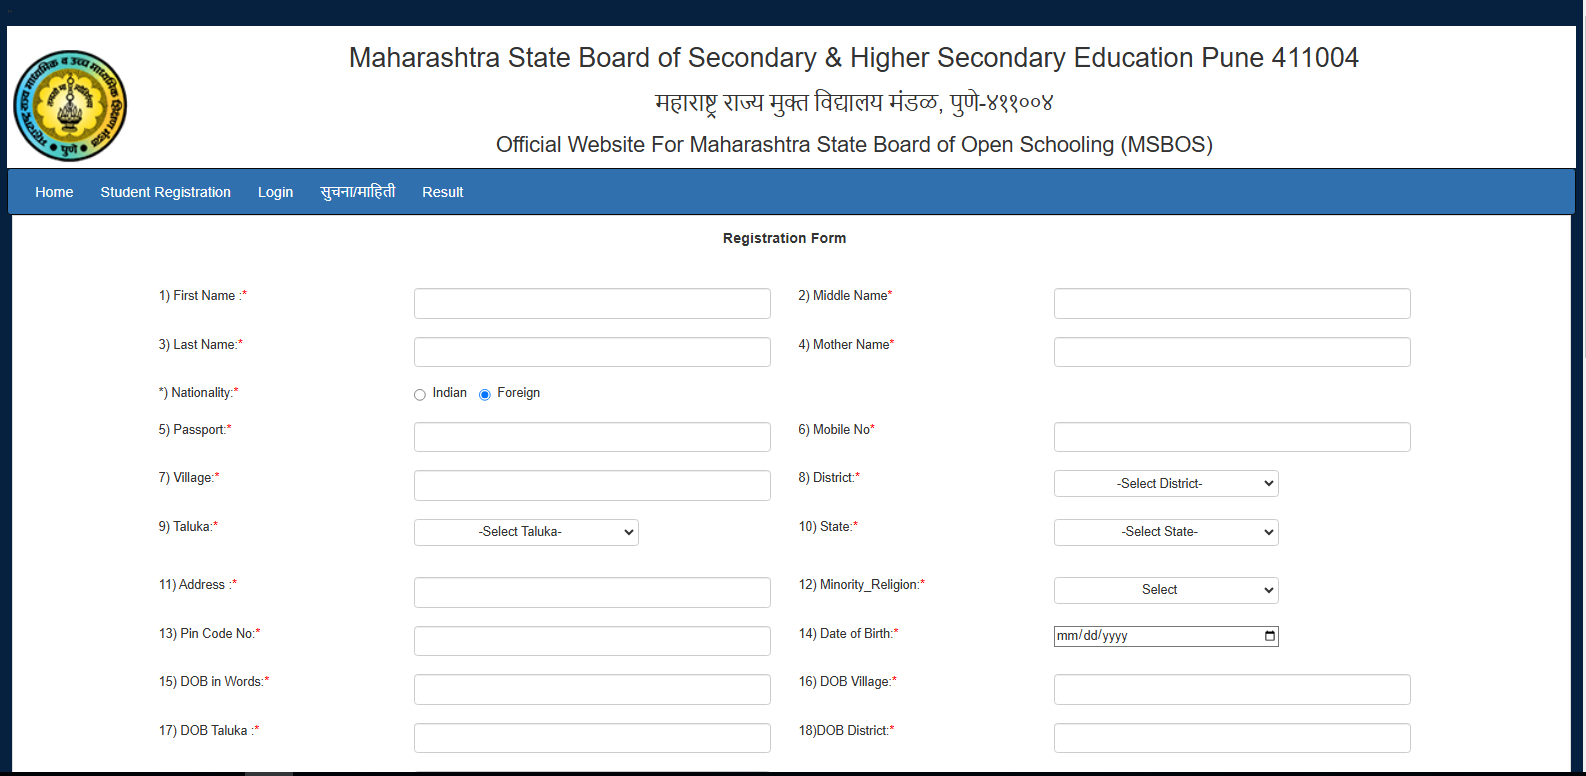 Maharashtra State Board of Secondary & Higher Secondary Education Pune 411004
महाराष्ट्र राज्य मुक्त विद्यालय मंडळ, पुणे-४११००४
Official Website For Maharashtra State Board of Open Schooling (MSBOS)
पुणे
Home Student Registration Login सुचना/माहिती Result
Registration Form
1) First Name :* 2) Middle Name*
3) Last Name:* 4) Mother Name*
*) Nationality:* Indian Foreign
5) Passport:* 6) Mobile No*
7) Village:* 8) District:* -Select District-
9) Taluka:* -Select Taluka- 10) State:* -Select State-
11) Address :* 12) Minority_Religion:* Select
13) Pin Code No:* 14) Date of Birth:* mm/dd/yyyy
15) DOB in Words:* 16) DOB Village:*
17) DOB Taluka :* 18)DOB District:*